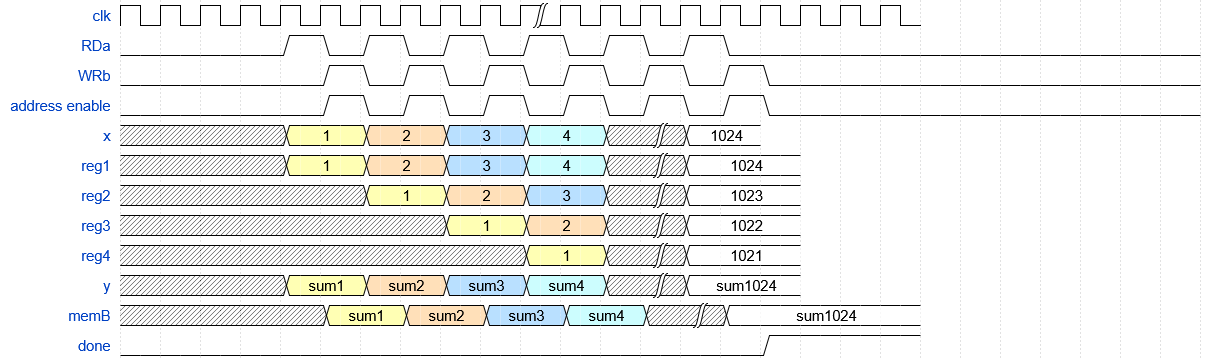 clk
RDa
WRb
address enable
x 1 2 3 4 1024
reg1 1 2 3 4 1024
reg2 1 2 3 1023
reg3 1 2 1022
reg4 1 1021
y sum1 sum2 sum3 sum4 sum1024
memB sum1 sum2 sum3 sum4 sum1024
done